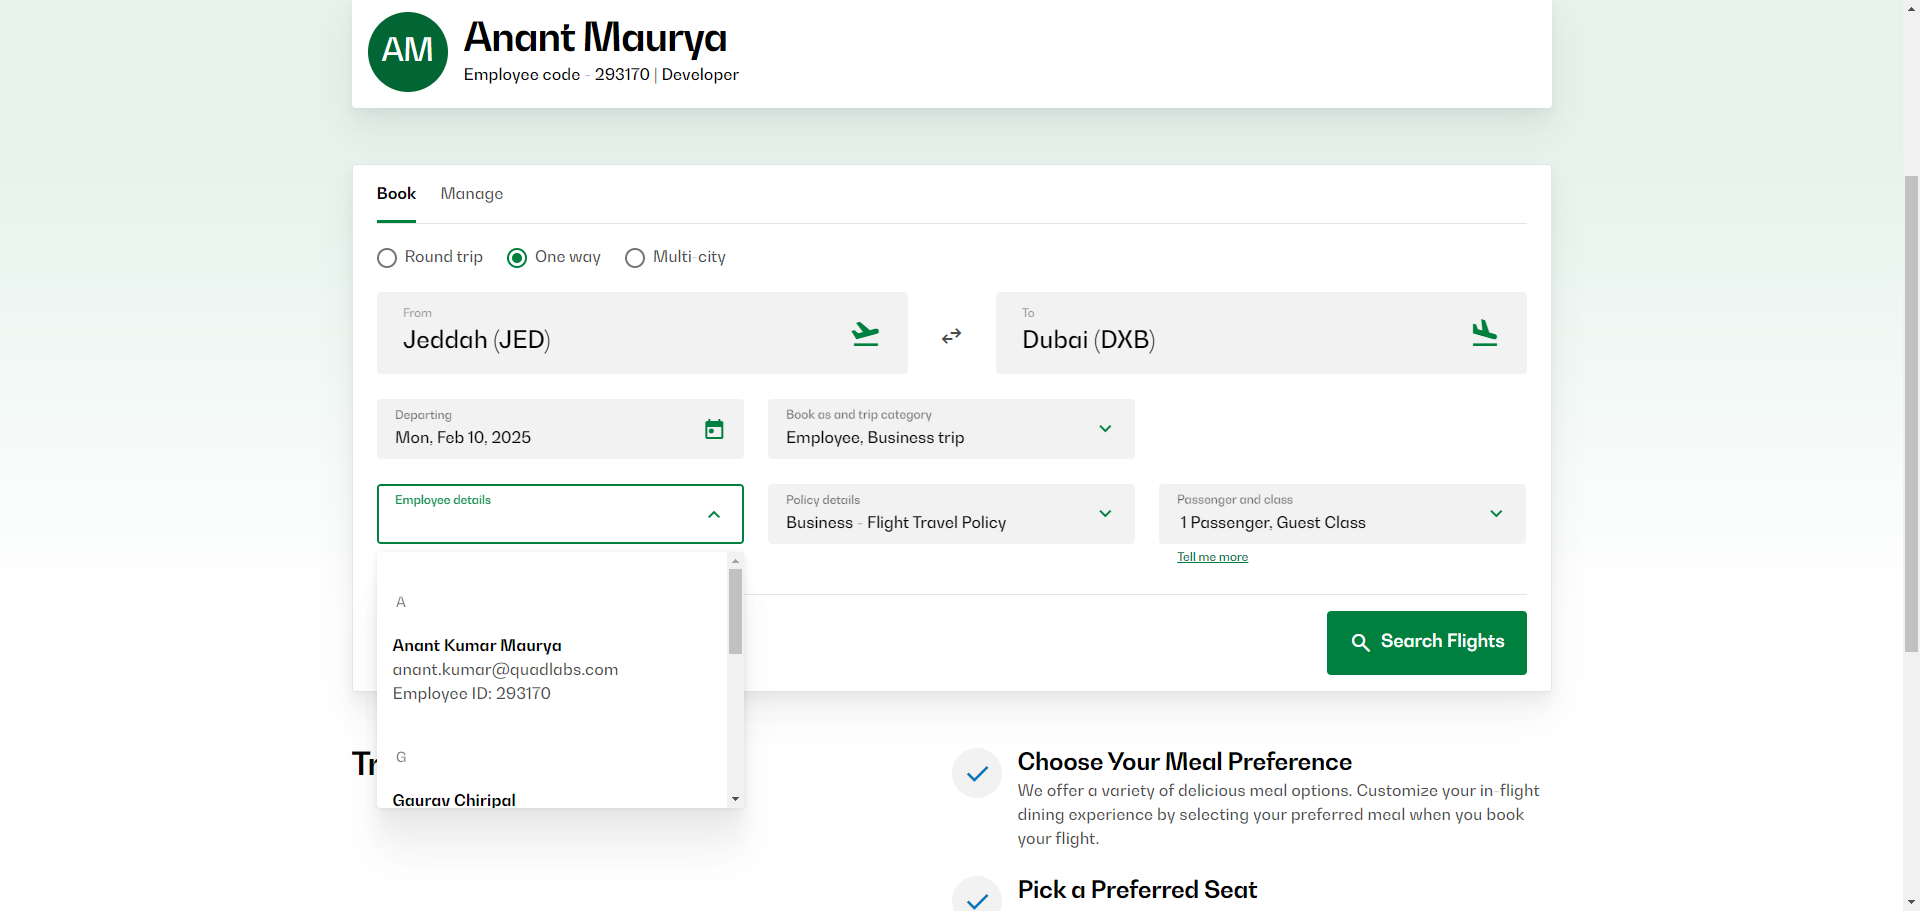 AM
Anant Maurya
Employee code - 293170 | Developer
Book
Manage
Round trip
One way
Multi-city
From
Jeddah (JED)
To
Dubai (DXB)
Departing
Mon, Feb 10, 2025
Book as and trip category
Employee, Business trip
Employee details
Policy details
Business - Flight Travel Policy
Passenger and class
1 Passenger, Guest Class
Tell me more
A
Anant Kumar Maurya
anant.kumar@quadlabs.com
Employee ID: 293170
G
Gaurav Chiripal
Search Flights
Choose Your Meal Preference
We offer a variety of delicious meal options. Customize your in-flight
dining experience by selecting your preferred meal when you book
your flight.
Pick a Preferred Seat